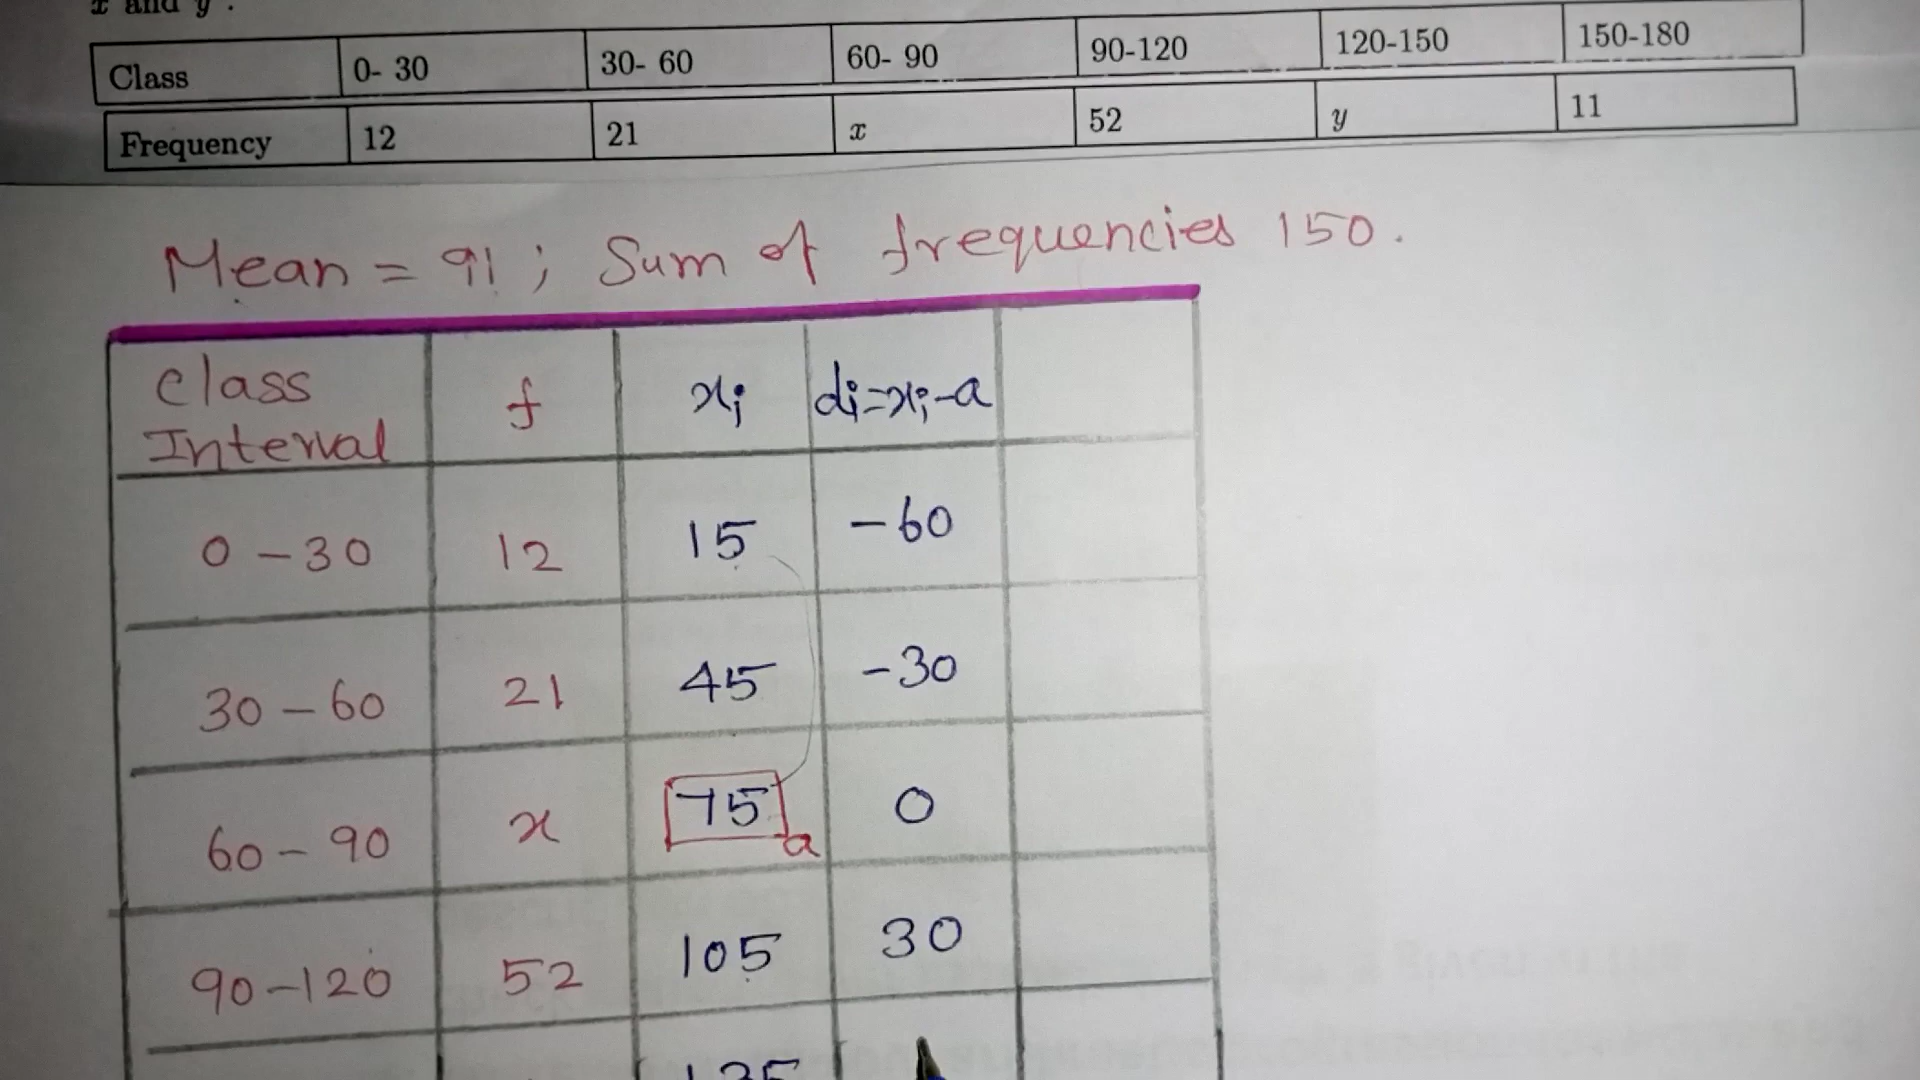 x and y .
Class 0- 30 30- 60 60- 90 90-120 120-150 150-180
Frequency 12 21 x 52 y 11
Mean = 91 ; Sum of frequencies 150.
Class Interval f xi di=xi-a
0 - 30 12 15 -60
30 - 60 21 45 -30
60 - 90 x 75 a 0
90-120 52 105 30
135